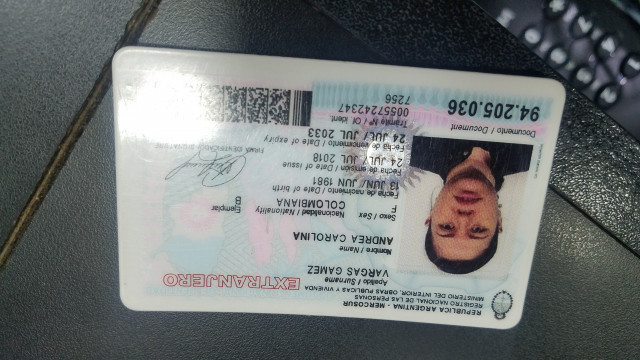 REPUBLICA ARGENTINA - MERCOSUR
REGISTRO NACIONAL DE LAS PERSONAS
MINISTERIO DEL INTERIOR, OBRAS PUBLICAS Y VIVIENDA
Apellido / Surname
VARGAS GAMEZ
EXTRANJERO
Nombre / Name
ANDREA CAROLINA
Sexo / Sex
Nacionalidad / Nationality
Ejemplar
F
COLOMBIANA
B
Fecha de nacimiento / Date of birth
13 JUN/ JUN 1981
Fecha de emisión / Date of issue
24 JUL/ JUL 2018
Fecha de vencimiento / Date of expiry
24 JUL/ JUL 2033
FIRMA IDENTIFICADO / SIGNATURE
Trámite Nº / Of. ident.
00557242347
7256
Documento / Document
94.205.036